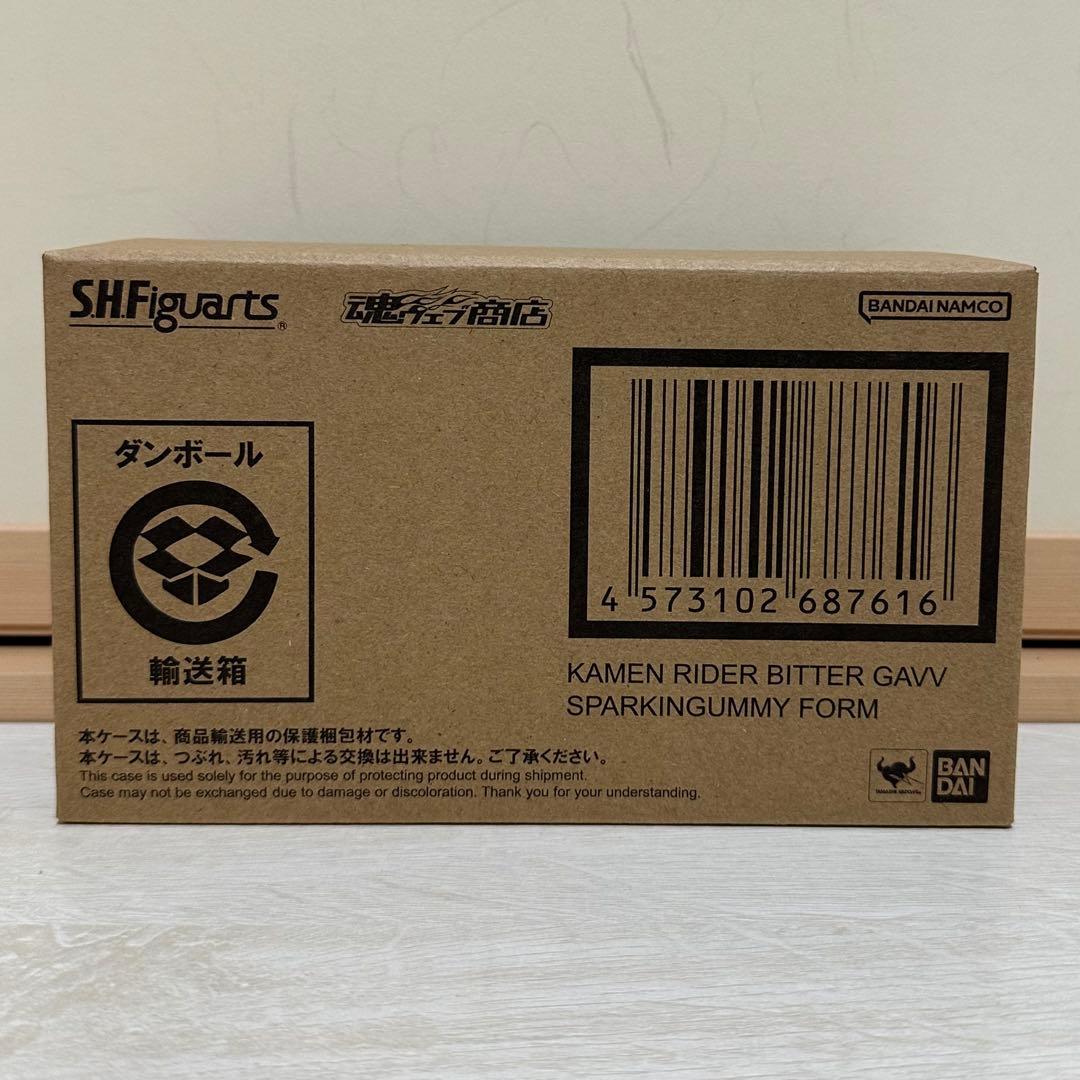 S.H.Figuarts®
魂ウェブ商店
BANDAI NAMCO
ダンボール
輸送箱
4 573102 687616
KAMEN RIDER BITTER GAVV
SPARKINGUMMY FORM
本ケースは、商品輸送用の保護梱包材です。
本ケースは、つぶれ、汚れ等による交換は出来ません。ご了承ください。
This case is used solely for the purpose of protecting product during shipment.
Case may not be exchanged due to damage or discoloration. Thank you for your understanding.
TAMASHII NATIONS
BAN
DAI